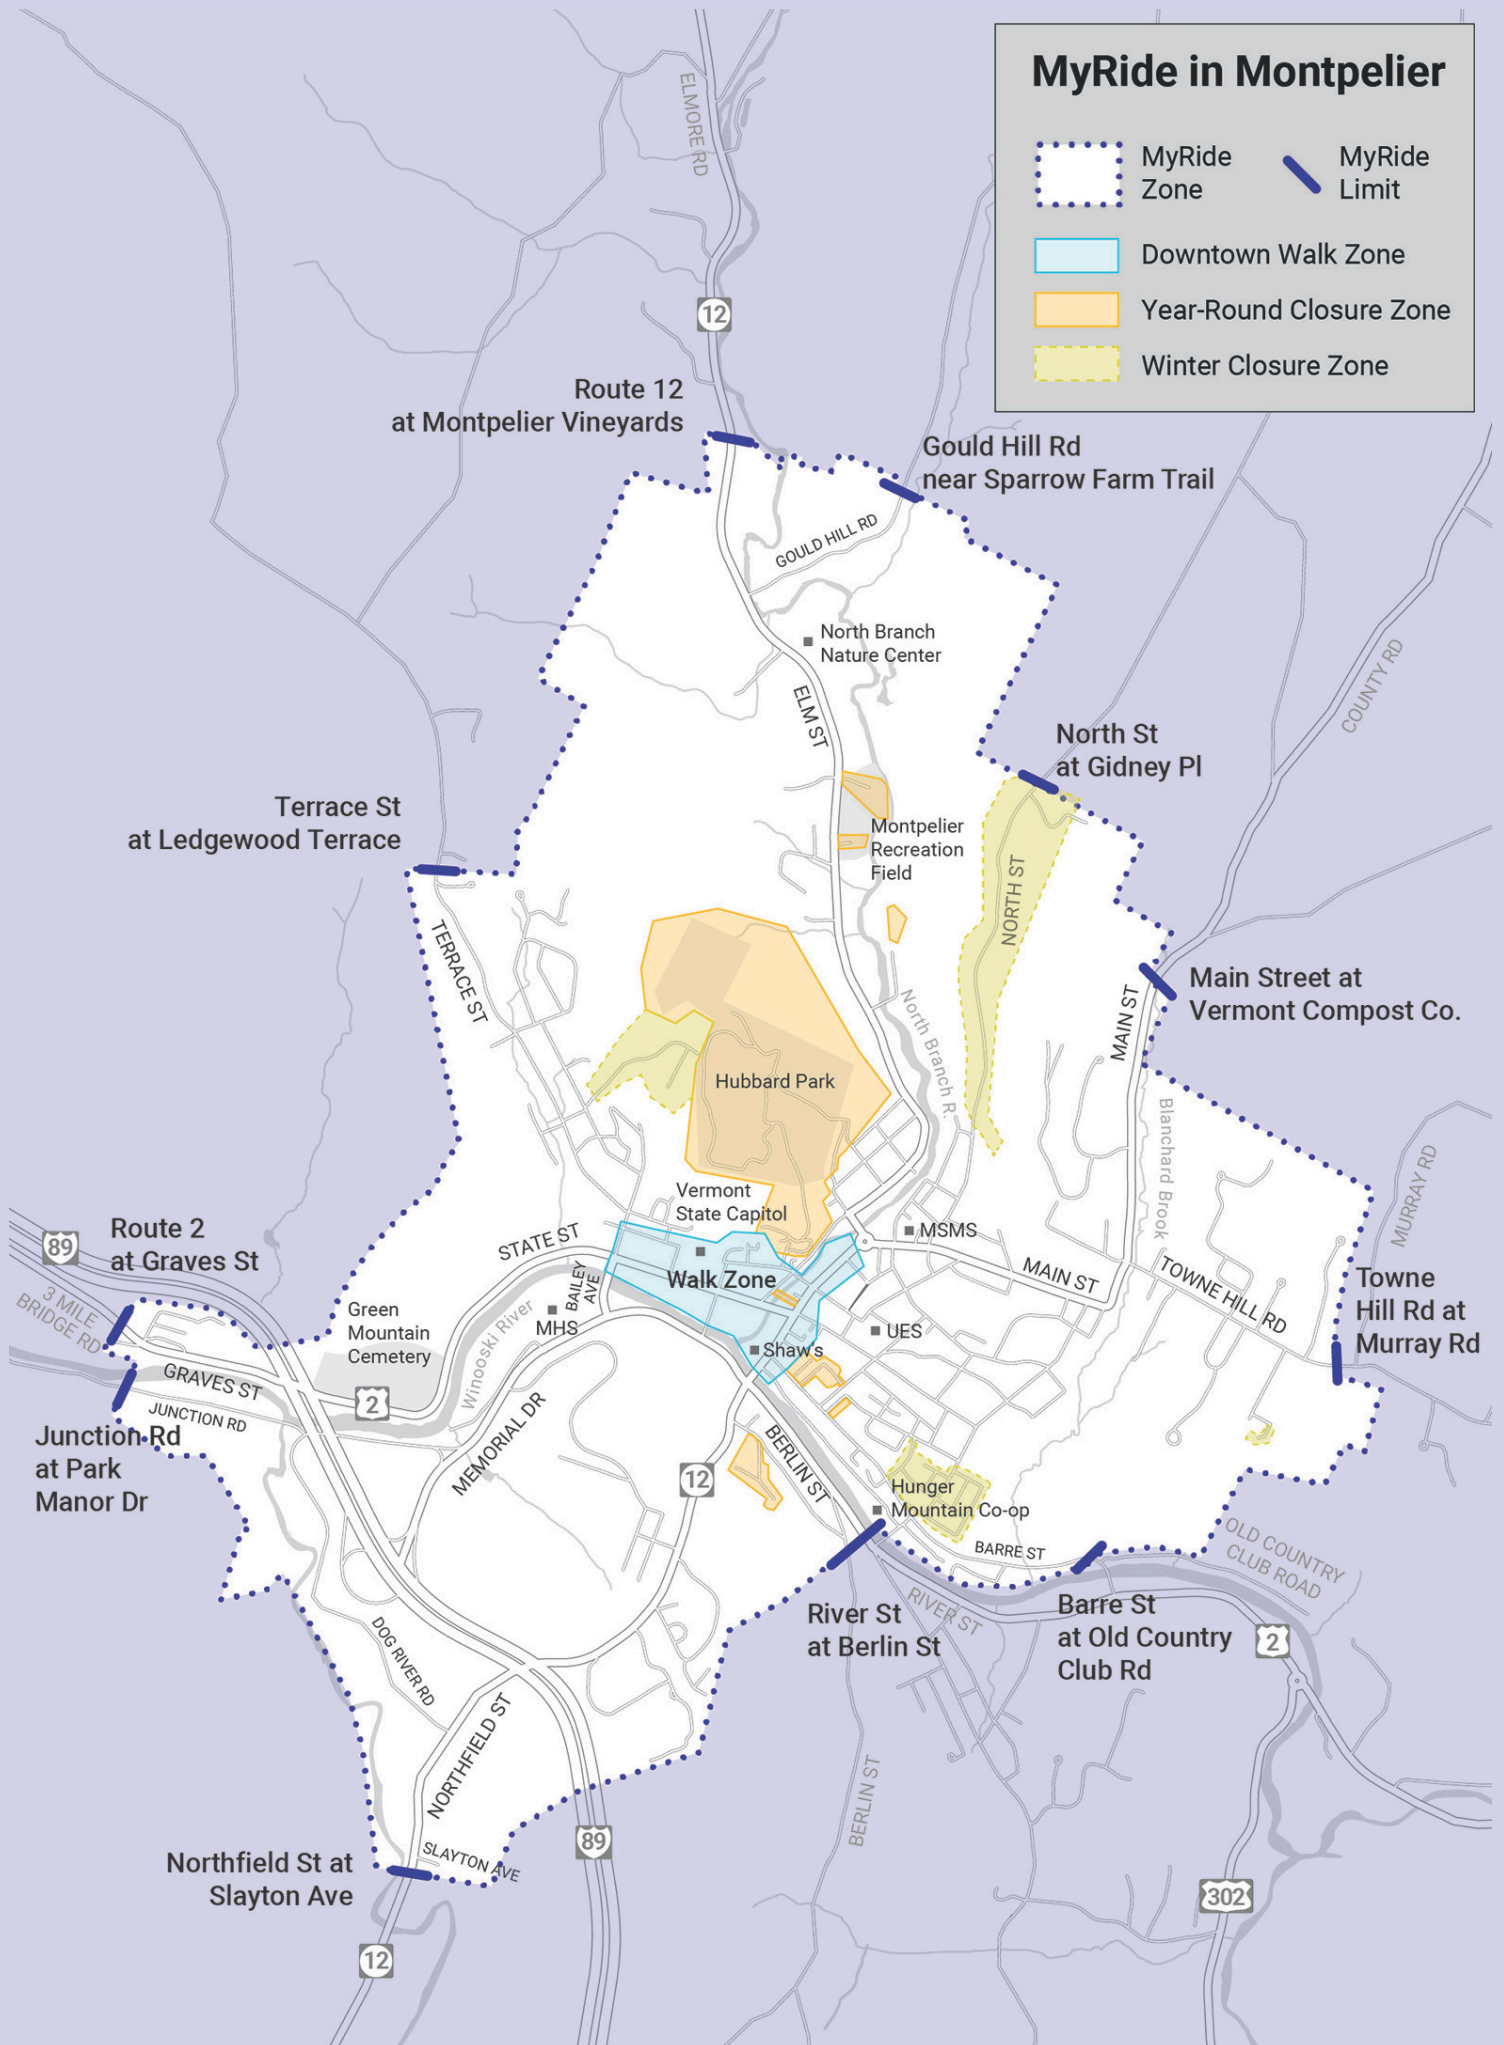 MyRide in Montpelier
MyRide
Zone
MyRide
Limit
Downtown Walk Zone
Year-Round Closure Zone
Winter Closure Zone
ELMORE RD
12
Route 12
at Montpelier Vineyards
Gould Hill Rd
near Sparrow Farm Trail
GOULD HILL RD
North Branch
Nature Center
ELM ST
COUNTY RD
North St
at Gidney Pl
Terrace St
at Ledgewood Terrace
Montpelier
Recreation
Field
NORTH ST
TERRACE ST
Main Street at
Vermont Compost Co.
MAIN ST
North Branch R.
Hubbard Park
Blanchard Brook
MURRAY RD
Vermont
State Capitol
MSMS
Route 2
at Graves St
89
STATE ST
Walk Zone
BAILEY
AVE
MAIN ST
TOWNE HILL RD
Towne
Hill Rd at
Murray Rd
3 MILE
BRIDGE RD
Green
Mountain
Cemetery
Winooski River
MHS
UES
Shaw's
GRAVES ST
2
JUNCTION RD
Junction Rd
at Park
Manor Dr
MEMORIAL DR
12
BERLIN ST
Hunger
Mountain Co-op
BARRE ST
OLD COUNTRY
CLUB ROAD
River St
at Berlin St
RIVER ST
Barre St
at Old Country
Club Rd
2
DOG RIVER RD
NORTHFIELD ST
BERLIN ST
89
SLAYTON AVE
Northfield St at
Slayton Ave
302
12